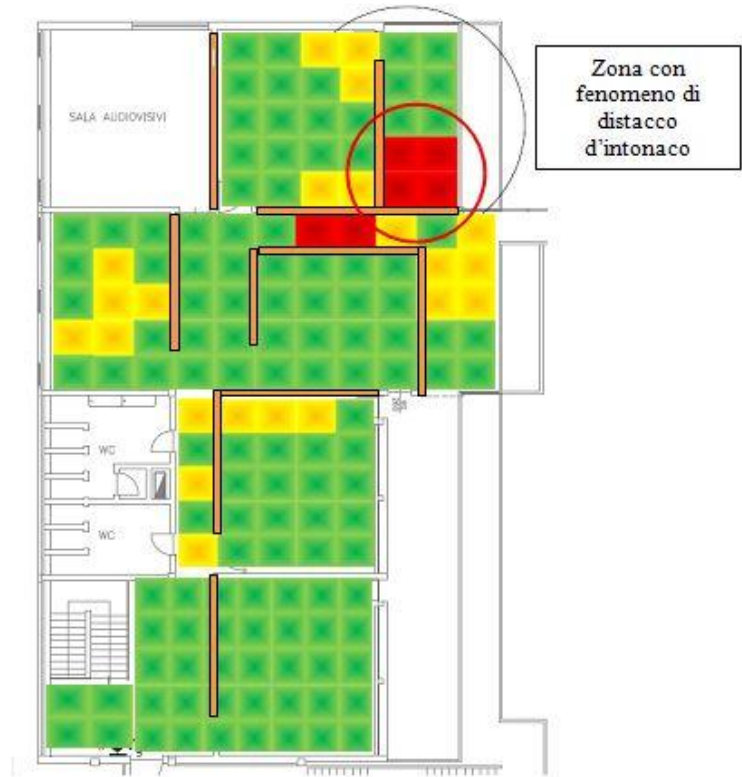 Zona con
fenomeno di
distacco
d'intonaco
SALA AUDIOVISIVI
WC
WC